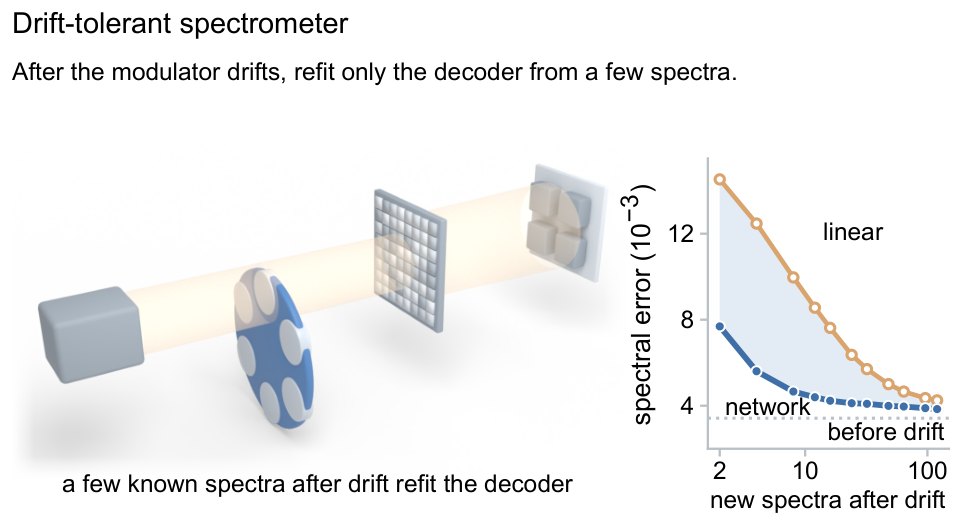 Drift-tolerant spectrometer
After the modulator drifts, refit only the decoder from a few spectra.
a few known spectra after drift refit the decoder
spectral error (10⁻³)
12
8
4
linear
network
before drift
2 10 100
new spectra after drift